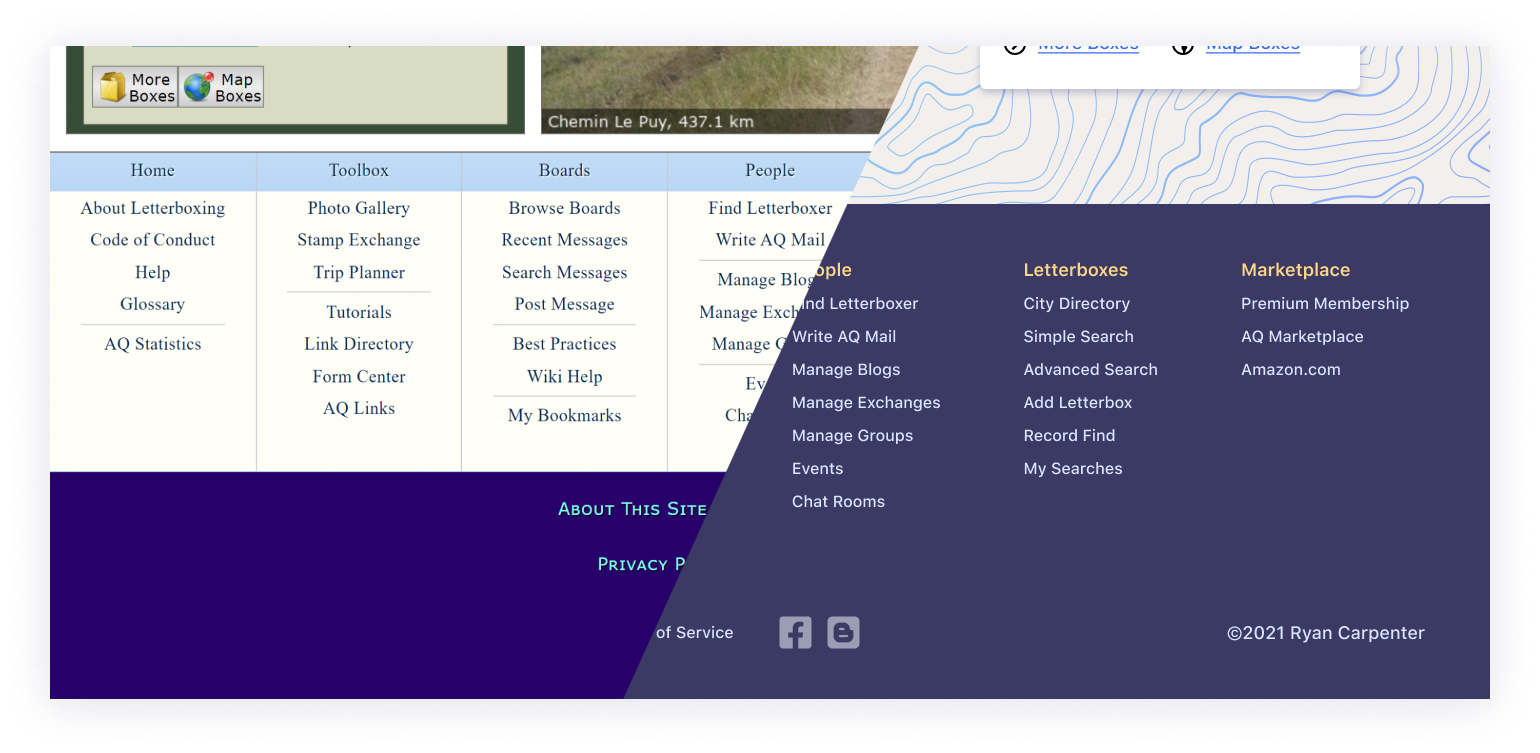 More Boxes
Map Boxes
Chemin Le Puy, 437.1 km
More Boxes
Map Boxes
Home
About Letterboxing
Code of Conduct
Help
Glossary
AQ Statistics
Toolbox
Photo Gallery
Stamp Exchange
Trip Planner
Tutorials
Link Directory
Form Center
AQ Links
Boards
Browse Boards
Recent Messages
Search Messages
Post Message
Best Practices
Wiki Help
My Bookmarks
People
Find Letterboxer
Write AQ Mail
Manage Blog
Manage Exch
Manage
Ev
Cha
About This Site
Privacy P
ople
nd Letterboxer
Write AQ Mail
Manage Blogs
Manage Exchanges
Manage Groups
Events
Chat Rooms
Letterboxes
City Directory
Simple Search
Advanced Search
Add Letterbox
Record Find
My Searches
Marketplace
Premium Membership
AQ Marketplace
Amazon.com
of Service
©2021 Ryan Carpenter